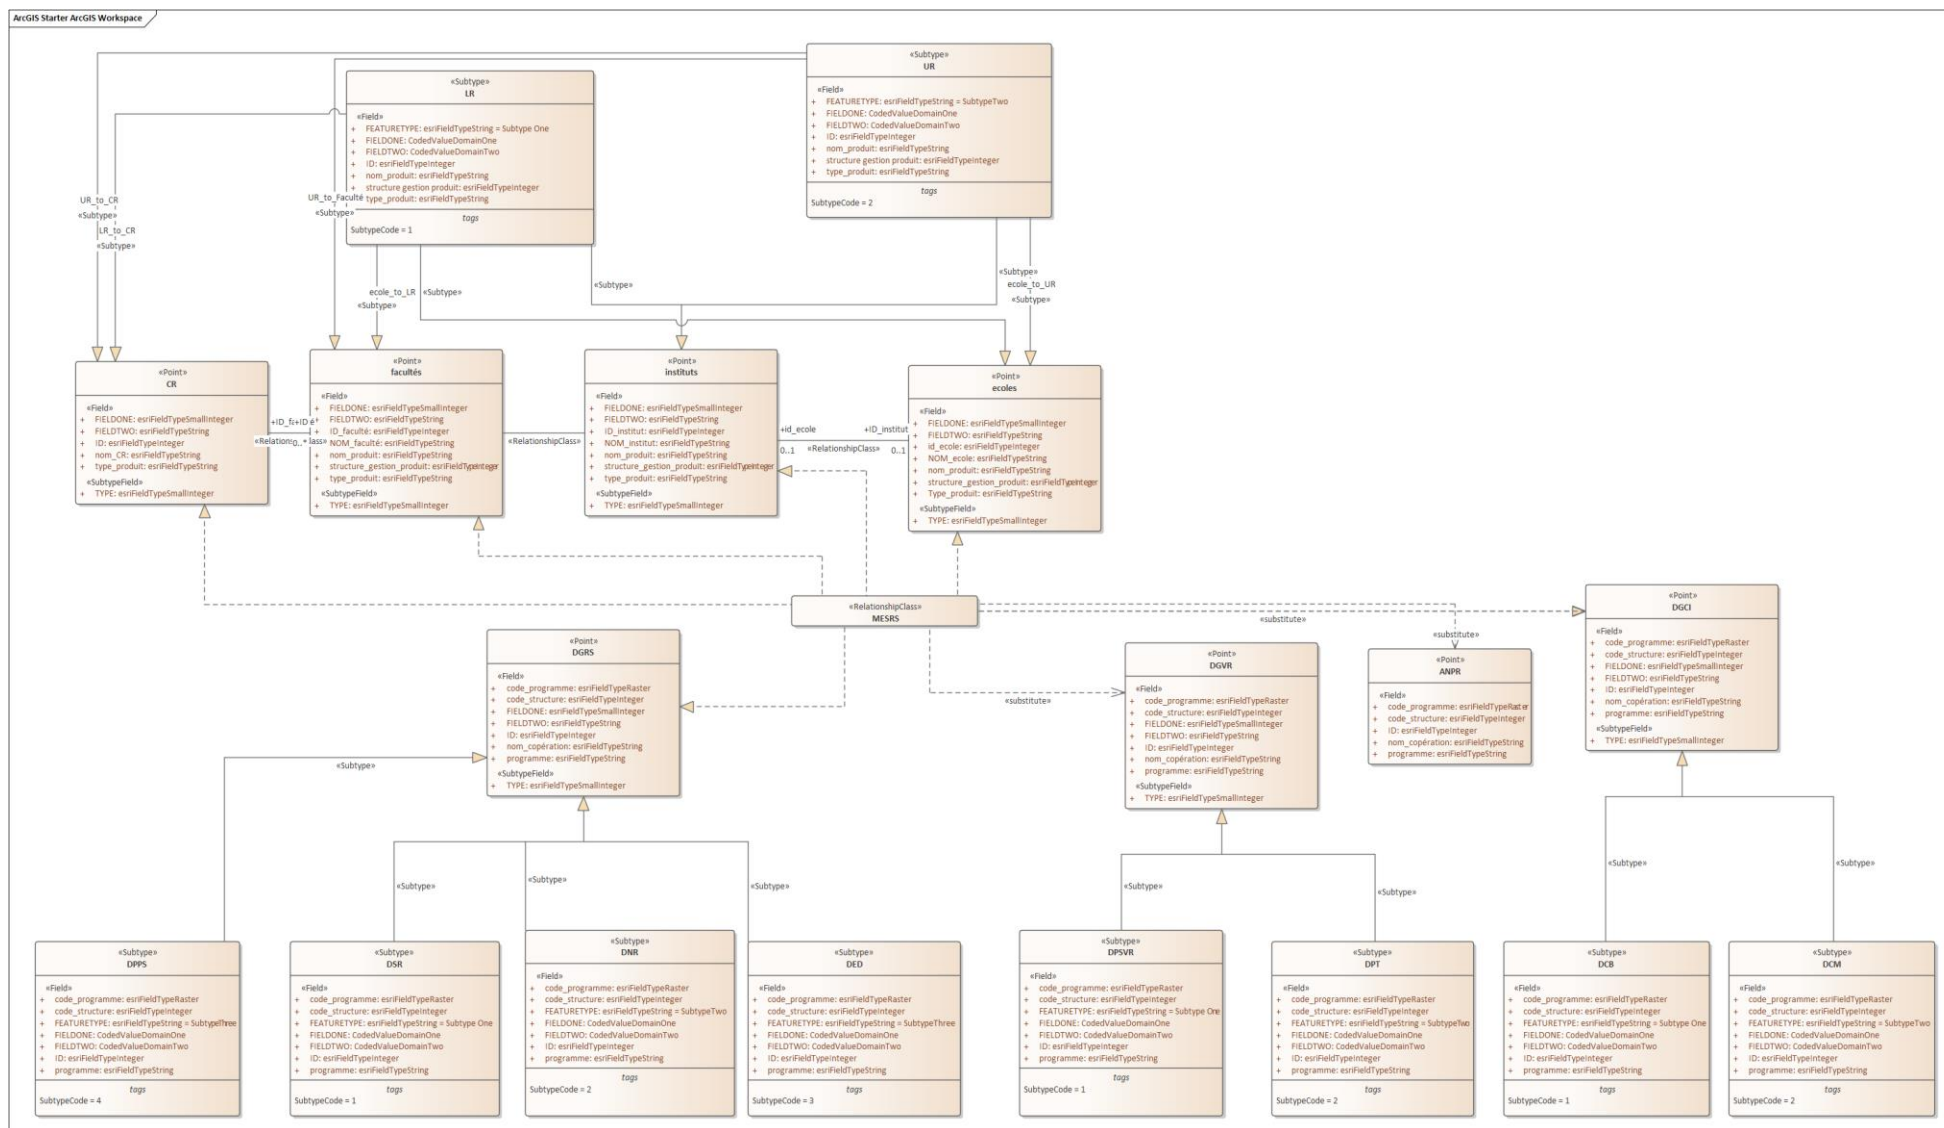 ArcGIS Starter ArcGIS Workspace
«Subtype»
UR
«Field»
+ FEATURETYPE: esriFieldTypeString = SubtypeTwo
+ FIELDONE: CodedValueDomainOne
+ FIELDTWO: CodedValueDomainTwo
+ ID: esriFieldTypeInteger
+ nom_produit: esriFieldTypeString
+ structure gestion produit: esriFieldTypeInteger
+ type_produit: esriFieldTypeString
tags
SubtypeCode = 2
«Subtype»
LR
«Field»
+ FEATURETYPE: esriFieldTypeString = Subtype One
+ FIELDONE: CodedValueDomainOne
+ FIELDTWO: CodedValueDomainTwo
+ ID: esriFieldTypeInteger
+ nom_produit: esriFieldTypeString
+ structure gestion produit: esriFieldTypeInteger
type_produit: esriFieldTypeString
tags
SubtypeCode = 1
UR_to_CR
«Subtype»
LR_to_CR
«Subtype»
UR_to_Faculté
«Subtype»
ecole_to_LR
«Subtype»
«Subtype»
«Subtype»
«Subtype»
ecole_to_UR
«Subtype»
«Point»
CR
«Field»
+ FIELDONE: esriFieldTypeSmallInteger
+ FIELDTWO: esriFieldTypeString
+ ID: esriFieldTypeInteger
+ nom_CR: esriFieldTypeString
+ type_produit: esriFieldTypeString
«SubtypeField»
+ TYPE: esriFieldTypeSmallInteger
«Point»
facultés
«Field»
+ FIELDONE: esriFieldTypeSmallInteger
+ FIELDTWO: esriFieldTypeString
+ ID_faculté: esriFieldTypeInteger
+ NOM_faculté: esriFieldTypeString
+ nom_produit: esriFieldTypeString
+ structure_gestion_produit: esriFieldTypeInteger
+ type_produit: esriFieldTypeString
«SubtypeField»
+ TYPE: esriFieldTypeSmallInteger
«RelationshipClass»
«Point»
instituts
«Field»
+ FIELDONE: esriFieldTypeSmallInteger
+ FIELDTWO: esriFieldTypeString
+ ID_institut: esriFieldTypeInteger
+ NOM_institut: esriFieldTypeString
+ nom_produit: esriFieldTypeString
+ structure_gestion_produit: esriFieldTypeInteger
+ type_produit: esriFieldTypeString
«SubtypeField»
+ TYPE: esriFieldTypeSmallInteger
+id_ecole
+ID_institut
0..1 «RelationshipClass» 0..1
«Point»
ecoles
«Field»
+ FIELDONE: esriFieldTypeSmallInteger
+ FIELDTWO: esriFieldTypeString
+ id_ecole: esriFieldTypeInteger
+ NOM_ecole: esriFieldTypeString
+ nom_produit: esriFieldTypeString
+ structure_gestion_produit: esriFieldTypeInteger
+ Type_produit: esriFieldTypeString
«SubtypeField»
+ TYPE: esriFieldTypeSmallInteger
«RelationshipClass»
MESRS
«substitute»
«substitute»
«substitute»
«Point»
DGRS
«Field»
+ code_programme: esriFieldTypeRaster
+ code_structure: esriFieldTypeInteger
+ FIELDONE: esriFieldTypeSmallInteger
+ FIELDTWO: esriFieldTypeString
+ ID: esriFieldTypeInteger
+ nom_copération: esriFieldTypeString
+ programme: esriFieldTypeString
«SubtypeField»
+ TYPE: esriFieldTypeSmallInteger
«Point»
DGVR
«Field»
+ code_programme: esriFieldTypeRaster
+ code_structure: esriFieldTypeInteger
+ FIELDONE: esriFieldTypeSmallInteger
+ FIELDTWO: esriFieldTypeString
+ ID: esriFieldTypeInteger
+ nom_copération: esriFieldTypeString
+ programme: esriFieldTypeString
«SubtypeField»
+ TYPE: esriFieldTypeSmallInteger
«Point»
ANPR
«Field»
+ code_programme: esriFieldTypeRaster
+ code_structure: esriFieldTypeInteger
+ ID: esriFieldTypeInteger
+ nom_copération: esriFieldTypeString
+ programme: esriFieldTypeString
«Point»
DGCI
«Field»
+ code_programme: esriFieldTypeRaster
+ code_structure: esriFieldTypeInteger
+ FIELDONE: esriFieldTypeSmallInteger
+ FIELDTWO: esriFieldTypeString
+ ID: esriFieldTypeInteger
+ nom_copération: esriFieldTypeString
+ programme: esriFieldTypeString
«SubtypeField»
+ TYPE: esriFieldTypeSmallInteger
«Subtype»
«Subtype»
«Subtype»
«Subtype»
«Subtype»
«Subtype»
«Subtype»
«Subtype»
«Subtype»
DPPS
«Field»
+ code_programme: esriFieldTypeRaster
+ code_structure: esriFieldTypeInteger
+ FEATURETYPE: esriFieldTypeString = SubtypeThree
+ FIELDONE: CodedValueDomainOne
+ FIELDTWO: CodedValueDomainTwo
+ ID: esriFieldTypeInteger
+ programme: esriFieldTypeString
tags
SubtypeCode = 4
«Subtype»
DSR
«Field»
+ code_programme: esriFieldTypeRaster
+ code_structure: esriFieldTypeInteger
+ FEATURETYPE: esriFieldTypeString = Subtype One
+ FIELDONE: CodedValueDomainOne
+ FIELDTWO: CodedValueDomainTwo
+ ID: esriFieldTypeInteger
+ programme: esriFieldTypeString
tags
SubtypeCode = 1
«Subtype»
DNR
«Field»
+ code_programme: esriFieldTypeRaster
+ code_structure: esriFieldTypeInteger
+ FEATURETYPE: esriFieldTypeString = SubtypeTwo
+ FIELDONE: CodedValueDomainOne
+ FIELDTWO: CodedValueDomainTwo
+ ID: esriFieldTypeInteger
+ programme: esriFieldTypeString
tags
SubtypeCode = 2
«Subtype»
DED
«Field»
+ code_programme: esriFieldTypeRaster
+ code_structure: esriFieldTypeInteger
+ FEATURETYPE: esriFieldTypeString = SubtypeThree
+ FIELDONE: CodedValueDomainOne
+ FIELDTWO: CodedValueDomainTwo
+ ID: esriFieldTypeInteger
+ programme: esriFieldTypeString
tags
SubtypeCode = 3
«Subtype»
DPSVR
«Field»
+ code_programme: esriFieldTypeRaster
+ code_structure: esriFieldTypeInteger
+ FEATURETYPE: esriFieldTypeString = Subtype One
+ FIELDONE: CodedValueDomainOne
+ FIELDTWO: CodedValueDomainTwo
+ ID: esriFieldTypeInteger
+ programme: esriFieldTypeString
tags
SubtypeCode = 1
«Subtype»
DPT
«Field»
+ code_programme: esriFieldTypeRaster
+ code_structure: esriFieldTypeInteger
+ FEATURETYPE: esriFieldTypeString = SubtypeTwo
+ FIELDONE: CodedValueDomainOne
+ FIELDTWO: CodedValueDomainTwo
+ ID: esriFieldTypeInteger
+ programme: esriFieldTypeString
tags
SubtypeCode = 2
«Subtype»
DCB
«Field»
+ code_programme: esriFieldTypeRaster
+ code_structure: esriFieldTypeInteger
+ FEATURETYPE: esriFieldTypeString = Subtype One
+ FIELDONE: CodedValueDomainOne
+ FIELDTWO: CodedValueDomainTwo
+ ID: esriFieldTypeInteger
+ programme: esriFieldTypeString
tags
SubtypeCode = 1
«Subtype»
DCM
«Field»
+ code_programme: esriFieldTypeRaster
+ code_structure: esriFieldTypeInteger
+ FEATURETYPE: esriFieldTypeString = SubtypeTwo
+ FIELDONE: CodedValueDomainOne
+ FIELDTWO: CodedValueDomainTwo
+ ID: esriFieldTypeInteger
+ programme: esriFieldTypeString
tags
SubtypeCode = 2